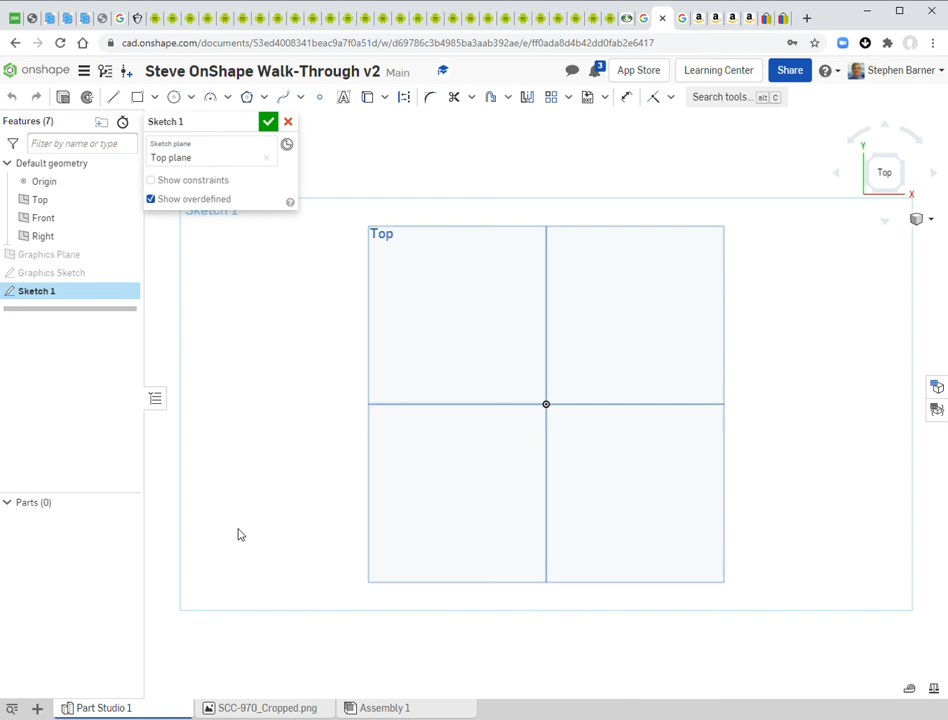 cad.onshape.com/documents/53ed4008341beac9a7f0a51d/w/d69786c3b4985ba3aab392ae/e/ff0ada8d4b42dd0fab2e6417
onshape
Steve OnShape Walk-Through v2 Main
3
App Store
Learning Center
Share
Stephen Barner
Search tools... alt C
Features (7)
Filter by name or type
Default geometry
Origin
Top
Front
Right
Graphics Plane
Graphics Sketch
Sketch 1
Parts (0)
Sketch 1
Sketch plane
Top plane
Show constraints
Show overdefined
Sketch 1
Top
Y
Top
X
Part Studio 1
SCC-970_Cropped.png
Assembly 1